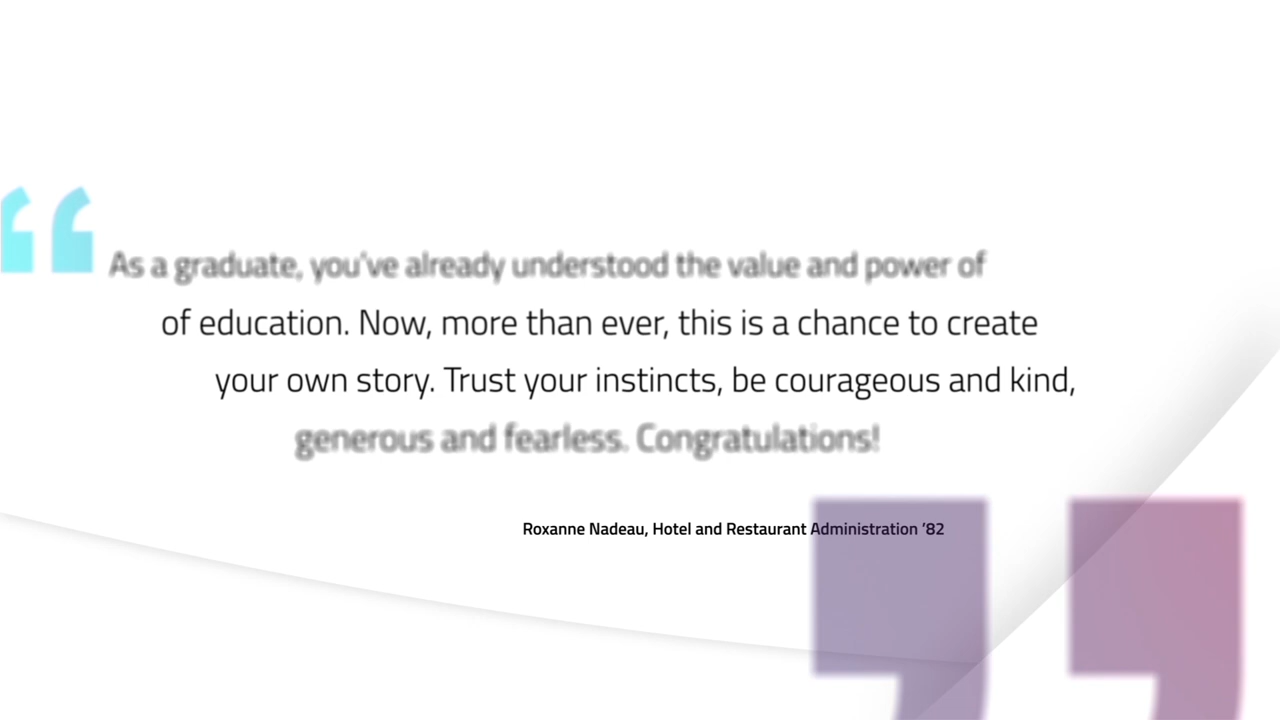 As a graduate, you've already understood the value and power of
of education. Now, more than ever, this is a chance to create
your own story. Trust your instincts, be courageous and kind,
generous and fearless. Congratulations!
Roxanne Nadeau, Hotel and Restaurant Administration '82